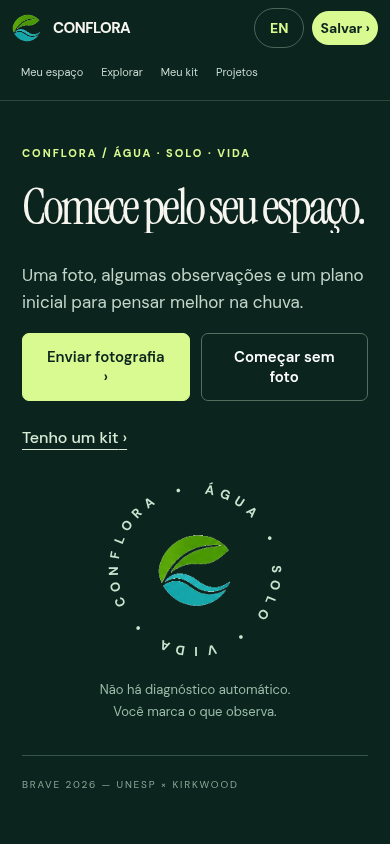 CONFLORA
EN
Salvar ›
Meu espaço Explorar Meu kit Projetos
CONFLORA / ÁGUA · SOLO · VIDA
Comece pelo seu espaço.
Uma foto, algumas observações e um plano
inicial para pensar melhor na chuva.
Enviar fotografia
›
Começar sem
foto
Tenho um kit ›
CONFLORA • ÁGUA • SOLO • VIDA •
Não há diagnóstico automático.
Você marca o que observa.
BRAVE 2026 — UNESP × KIRKWOOD